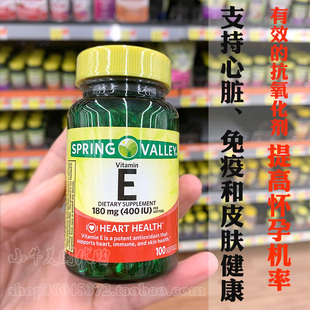 有效的抗氧化剂 提高怀孕机率
支持心脏、免疫和皮肤健康
SPRING VALLEY
Vitamin
E
DIETARY SUPPLEMENT
180 mg (400 IU)
HEART HEALTH
Vitamin E is a potent antioxidant that
supports heart, immune, and skin health.
100